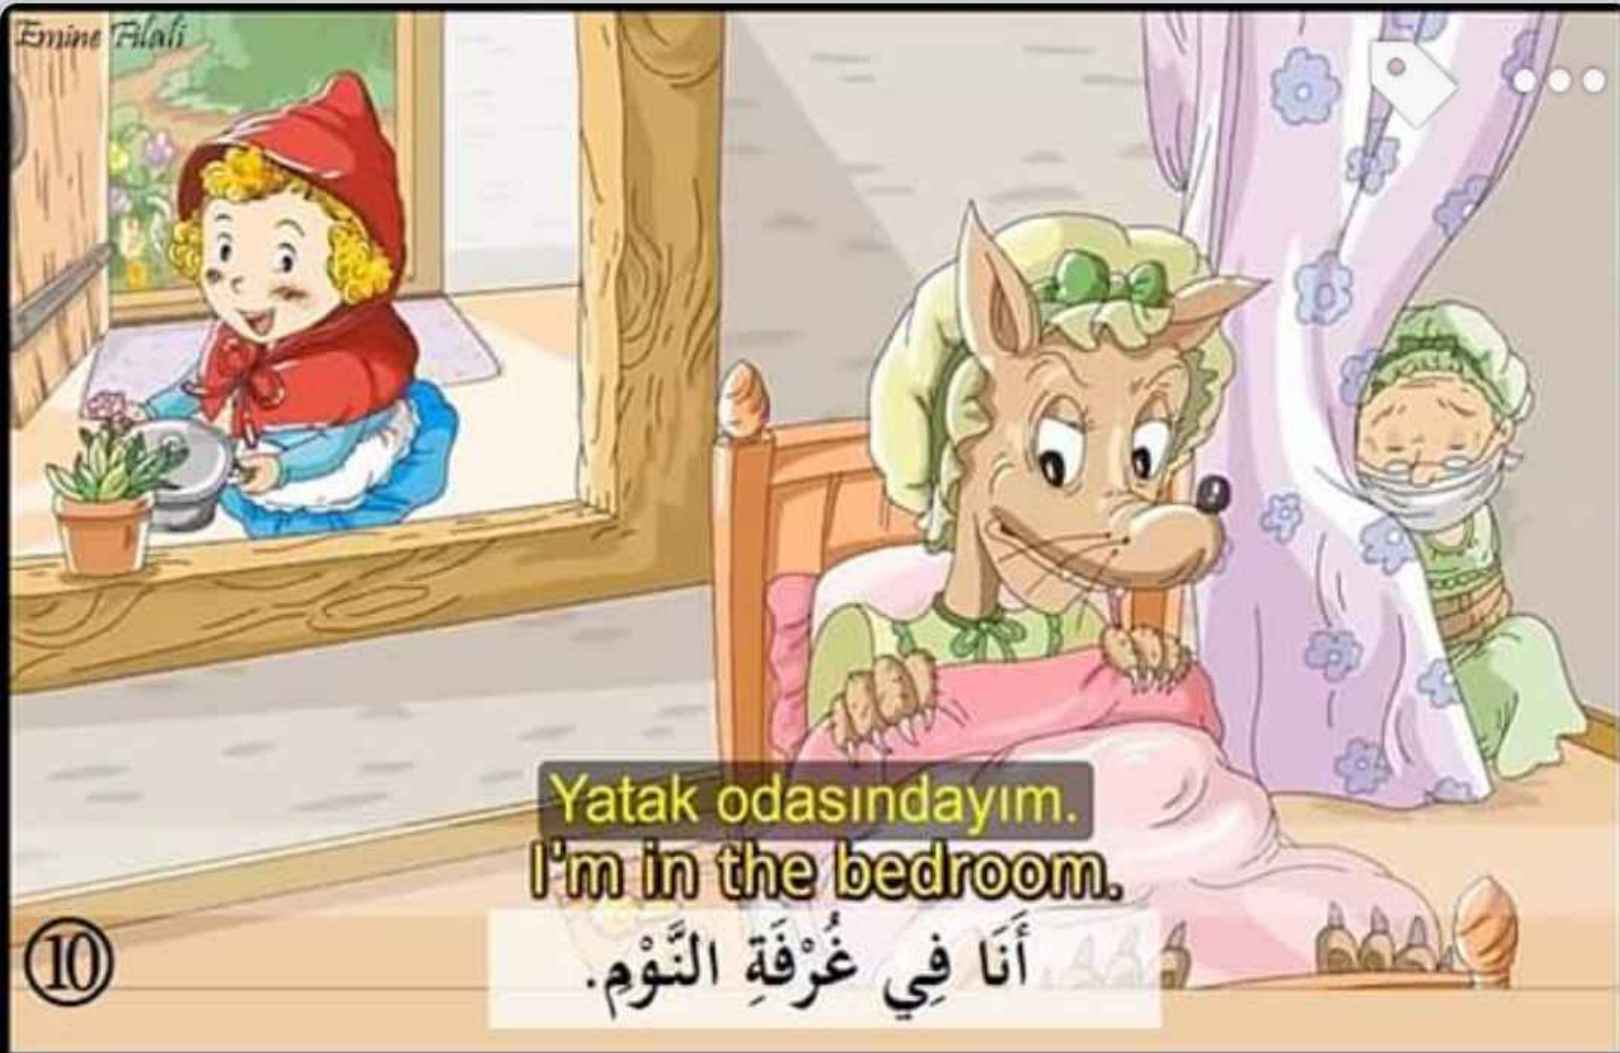 Emine Filali
Yatak odasındayım.
I'm in the bedroom.
أَنَا فِي غُرْفَةِ النَّوْمِ.
10